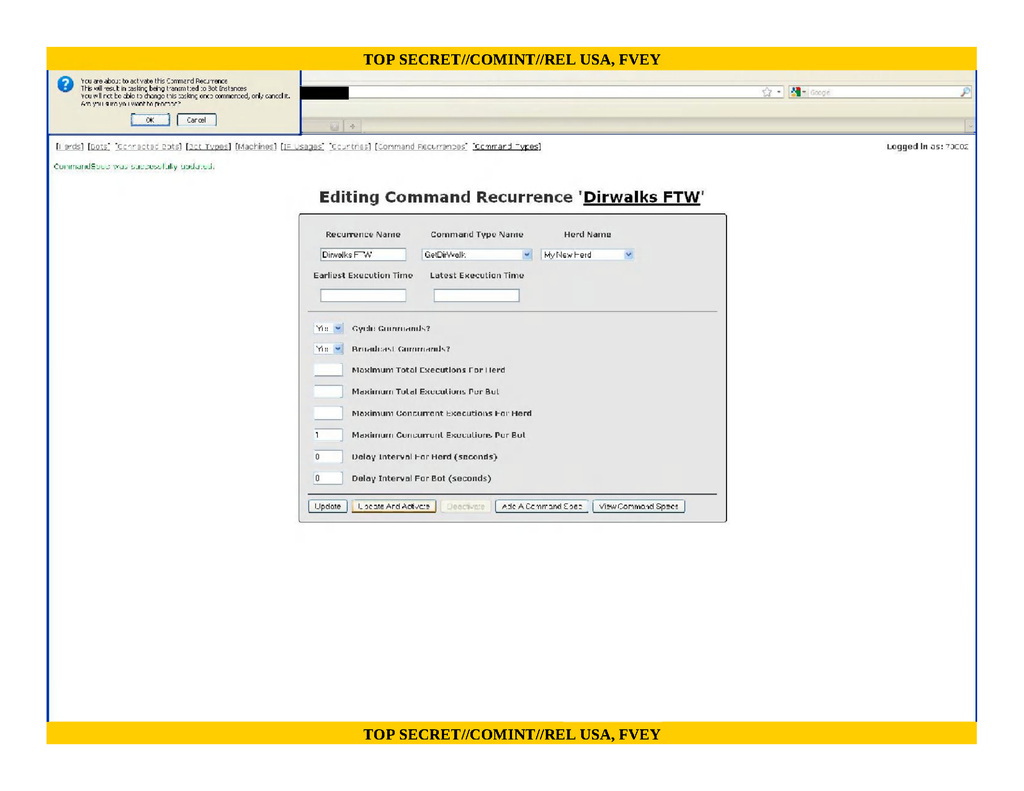 TOP SECRET//COMINT//REL USA, FVEY
You are about to activate this Command Recurrence
This will result in tasking being transmitted to Bot Instances
You will not be able to change this tasking once commenced, only cancel it.
Are you sure you want to proceed?
OK Cancel
Google
[Herds] [Bots] [Connected Bots] [Bot Types] [Machines] [IP Usages] [Countries] [Command Recurrences] [Command Types] Logged in as:
was successfully updated.
Editing Command Recurrence 'Dirwalks FTW'
Recurrence Name Command Type Name Herd Name
Dirwalks FTW GetDirWalk My New Herd
Earliest Execution Time Latest Execution Time
Yes Cycle Commands?
Yes Broadcast Commands?
Maximum Total Executions For Herd
Maximum Total Executions Per Bot
Maximum Concurrent Executions For Herd
1 Maximum Concurrent Executions Per Bot
0 Delay Interval For Herd (seconds)
0 Delay Interval For Bot (seconds)
Update Update And Activate Deactivate Add A Command Spec View Command Specs
TOP SECRET//COMINT//REL USA, FVEY